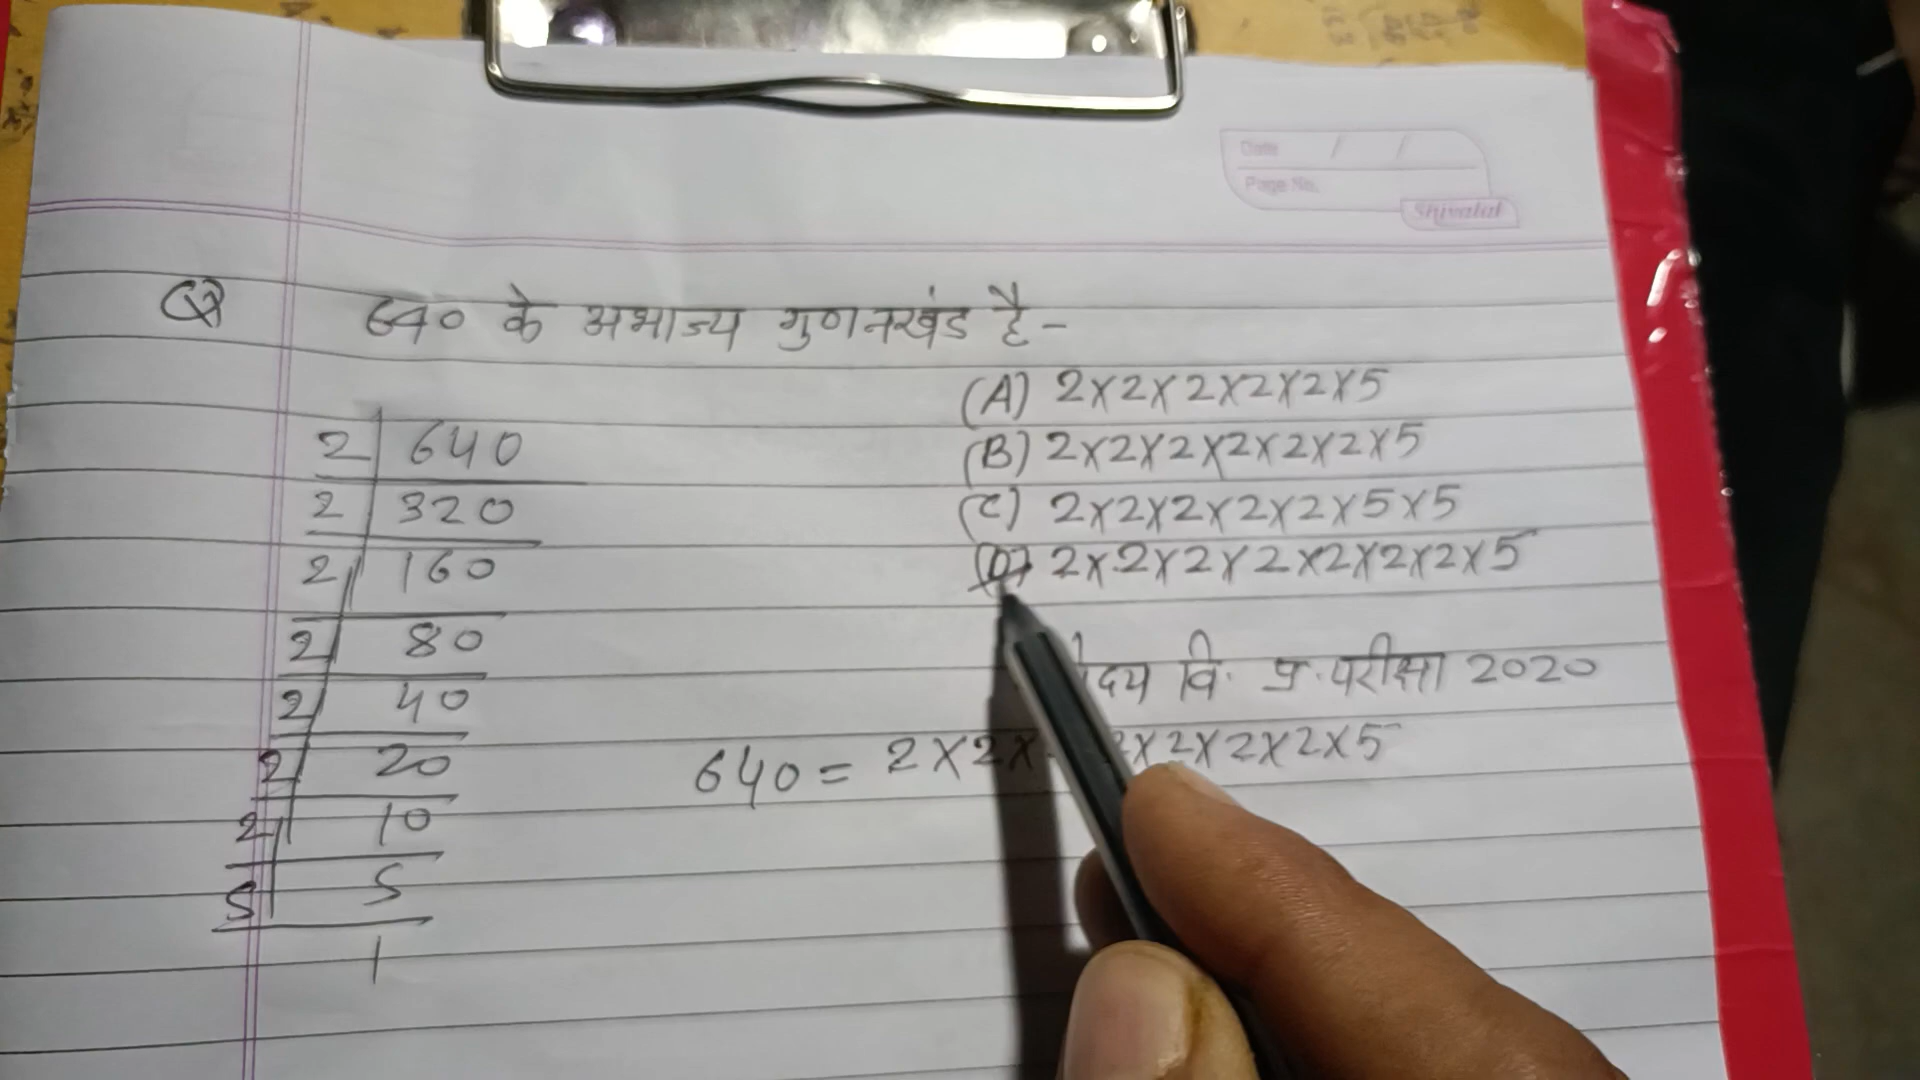 Date / /
Page No.
Shivalal
Q 640 के अभाज्य गुणनखंड है-
(A) 2×2×2×2×2×5
(B) 2×2×2×2×2×2×5
(C) 2×2×2×2×2×5×5
(D) 2×2×2×2×2×2×2×5
वि. प्र. परीक्षा 2020
640 = 2×2× ×2×2×2×5
2 640
2 320
2 160
2 80
2 40
2 20
2 10
5 5
1